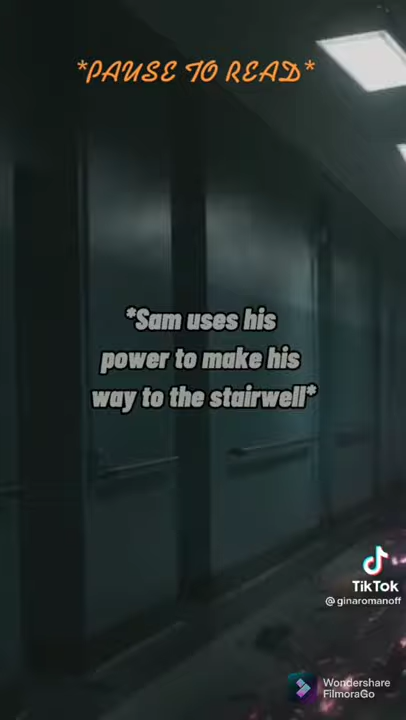 *PAUSE TO READ*
*Sam uses his
power to make his
way to the stairwell*
TikTok
@ginaromanoff
Wondershare
FilmoraGo